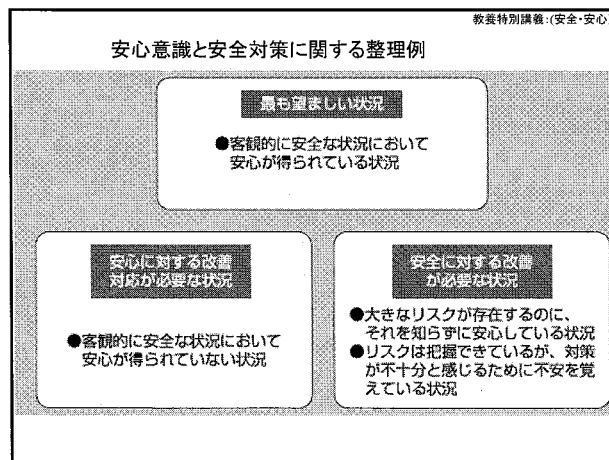 教養特別講義:(安全・安心)
安心意識と安全対策に関する整理例
最も望ましい状況
●客観的に安全な状況において
安心が得られている状況
安心に対する改善
対応が必要な状況
●客観的に安全な状況において
安心が得られていない状況
安全に対する改善
が必要な状況
●大きなリスクが存在するのに、
それを知らずに安心している状況
●リスクは把握できているが、対策
が不十分と感じるために不安を覚
えている状況